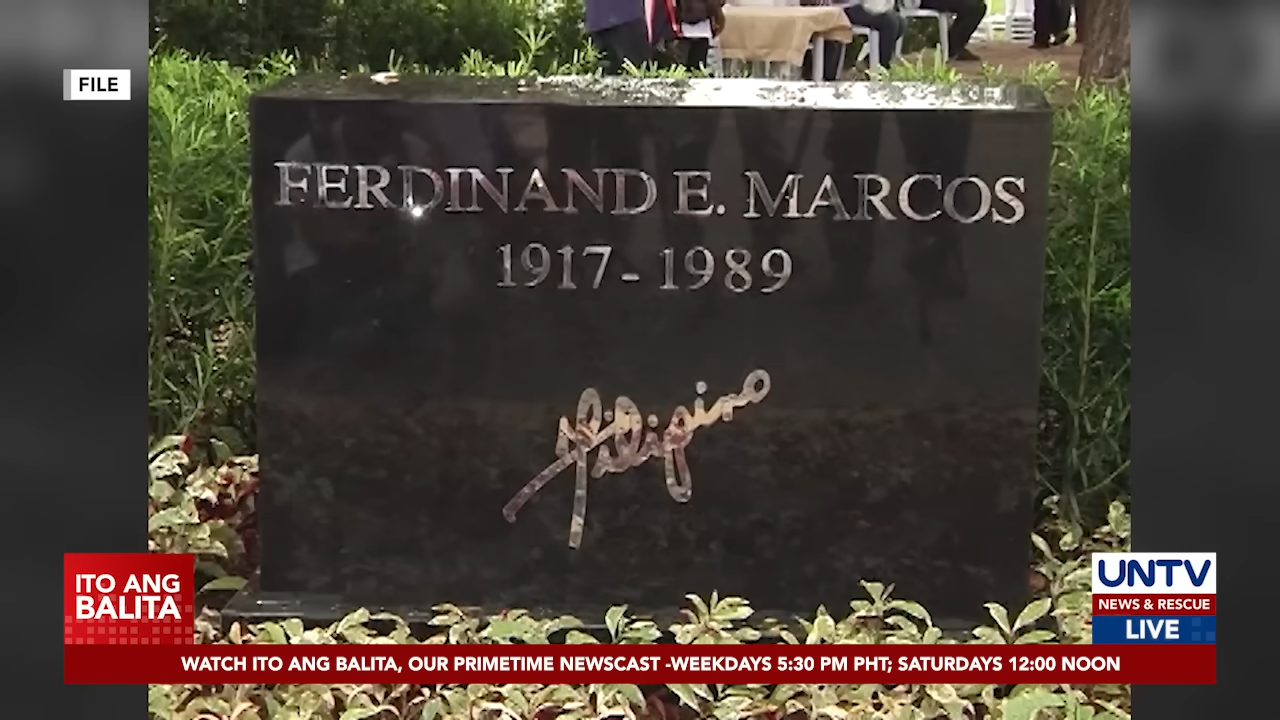 FILE
FERDINAND E. MARCOS
1917 - 1989
Filipino
ITO ANG
BALITA
UNTV
NEWS & RESCUE
LIVE
WATCH ITO ANG BALITA, OUR PRIMETIME NEWSCAST -WEEKDAYS 5:30 PM PHT; SATURDAYS 12:00 NOON